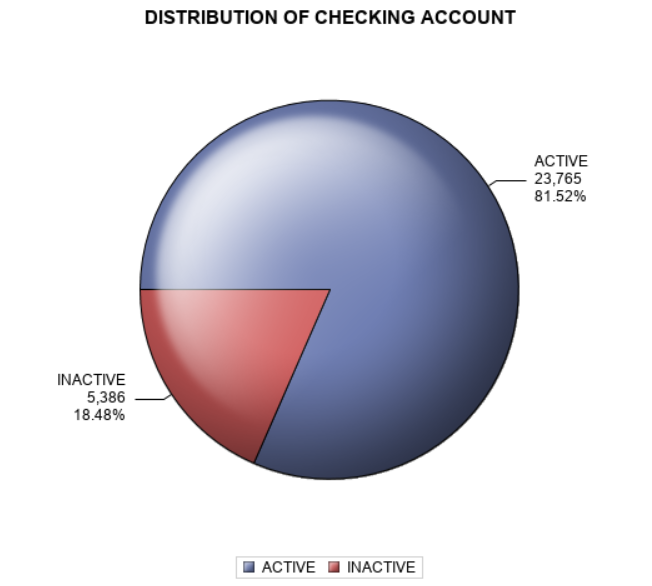 DISTRIBUTION OF CHECKING ACCOUNT
ACTIVE
23,765
81.52%
INACTIVE
5,386
18.48%
ACTIVE INACTIVE